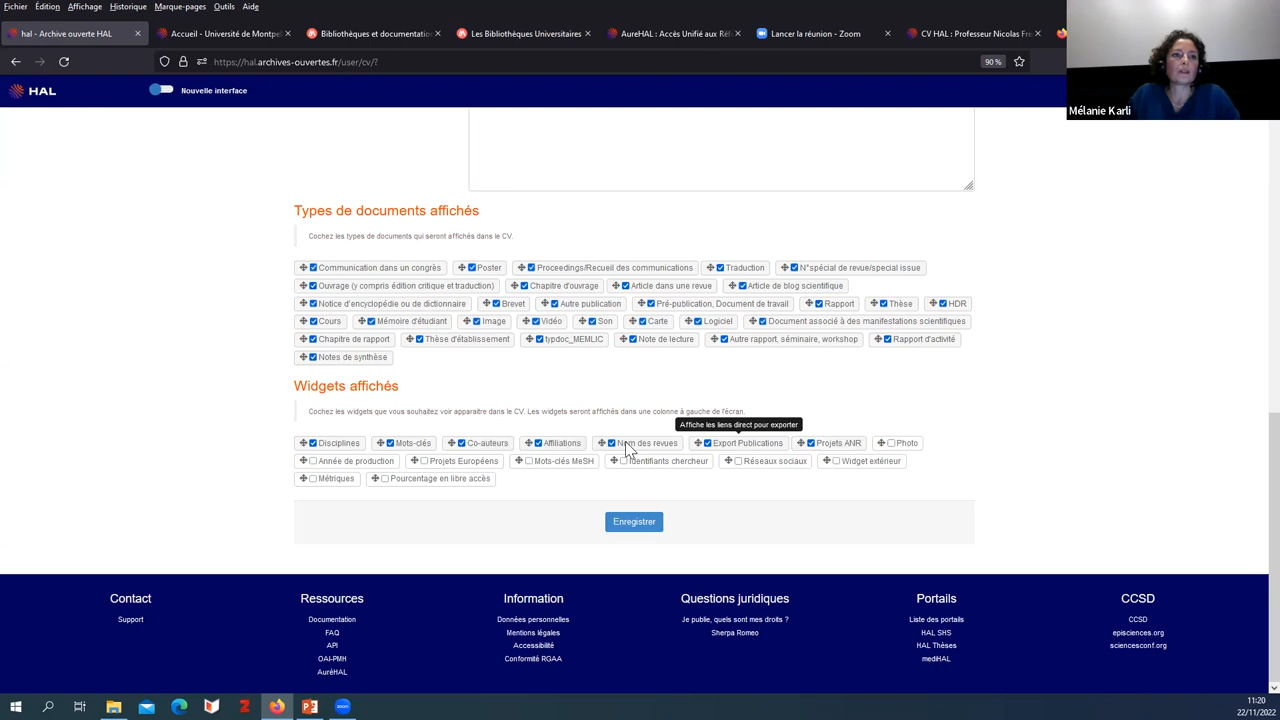 Fichier Édition Affichage Historique Marque-pages Outils Aide
hal - Archive ouverte HAL Accueil - Université de Montpel Bibliothèques et documentation Les Bibliothèques Universitaires AureHAL : Accès Unifié aux Réf Lancer la réunion - Zoom CV HAL : Professeur Nicolas Fre
https://hal.archives-ouvertes.fr/user/cv/? 90 %
HAL Nouvelle interface
Mélanie Karli
Types de documents affichés
Cochez les types de documents qui seront affichés dans le CV.
Communication dans un congrès Poster Proceedings/Recueil des communications Traduction N°spécial de revue/special issue
Ouvrage (y compris édition critique et traduction) Chapitre d'ouvrage Article dans une revue Article de blog scientifique
Notice d'encyclopédie ou de dictionnaire Brevet Autre publication Pré-publication, Document de travail Rapport Thèse HDR
Cours Mémoire d'étudiant Image Vidéo Son Carte Logiciel Document associé à des manifestations scientifiques
Chapitre de rapport Thèse d'établissement typdoc_MEMLIC Note de lecture Autre rapport, séminaire, workshop Rapport d'activité
Notes de synthèse
Widgets affichés
Cochez les widgets que vous souhaitez voir apparaitre dans le CV. Les widgets seront affichés dans une colonne à gauche de l'écran.
Affiche les liens direct pour exporter
Disciplines Mots-clés Co-auteurs Affiliations Nom des revues Export Publications Projets ANR Photo
Année de production Projets Européens Mots-clés MeSH Identifiants chercheur Réseaux sociaux Widget extérieur
Métriques Pourcentage en libre accès
Enregistrer
Contact Ressources Information Questions juridiques Portails CCSD
Support Documentation Données personnelles Je publie, quels sont mes droits ? Liste des portails CCSD
FAQ Mentions légales Sherpa Romeo HAL SHS episciences.org
API Accessibilité HAL Thèses sciencesconf.org
OAI-PMH Conformité RGAA mediHAL
AuréHAL
zoom
11:20
22/11/2022